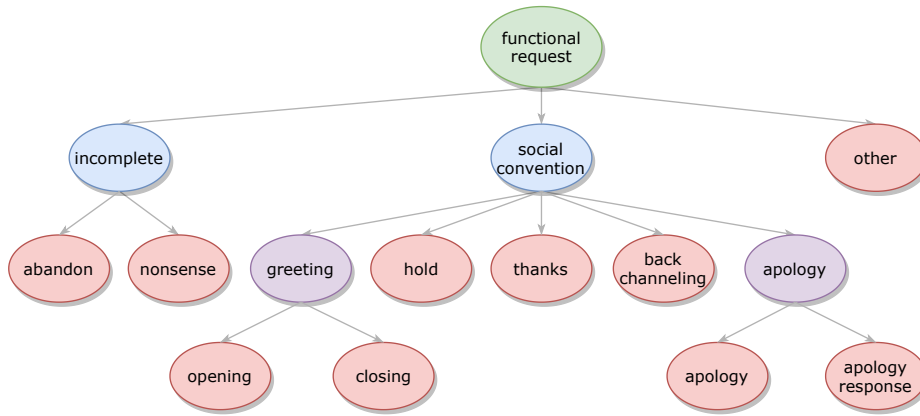 functional
request
incomplete
social
convention
other
abandon
nonsense
greeting
hold
thanks
back
channeling
apology
opening
closing
apology
apology
response